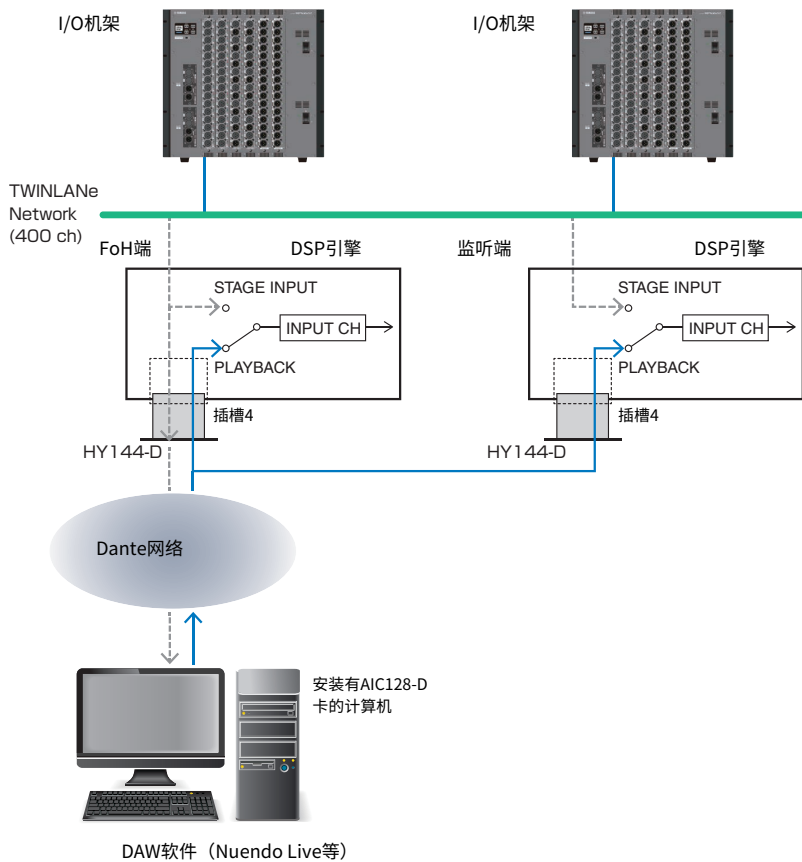 I/O机架
I/O机架
TWINLANe
Network
(400 ch)
FoH端
DSP引擎
监听端
DSP引擎
STAGE INPUT
INPUT CH
PLAYBACK
插槽4
HY144-D
STAGE INPUT
INPUT CH
PLAYBACK
插槽4
HY144-D
Dante网络
安装有AIC128-D
卡的计算机
DAW软件（Nuendo Live等）